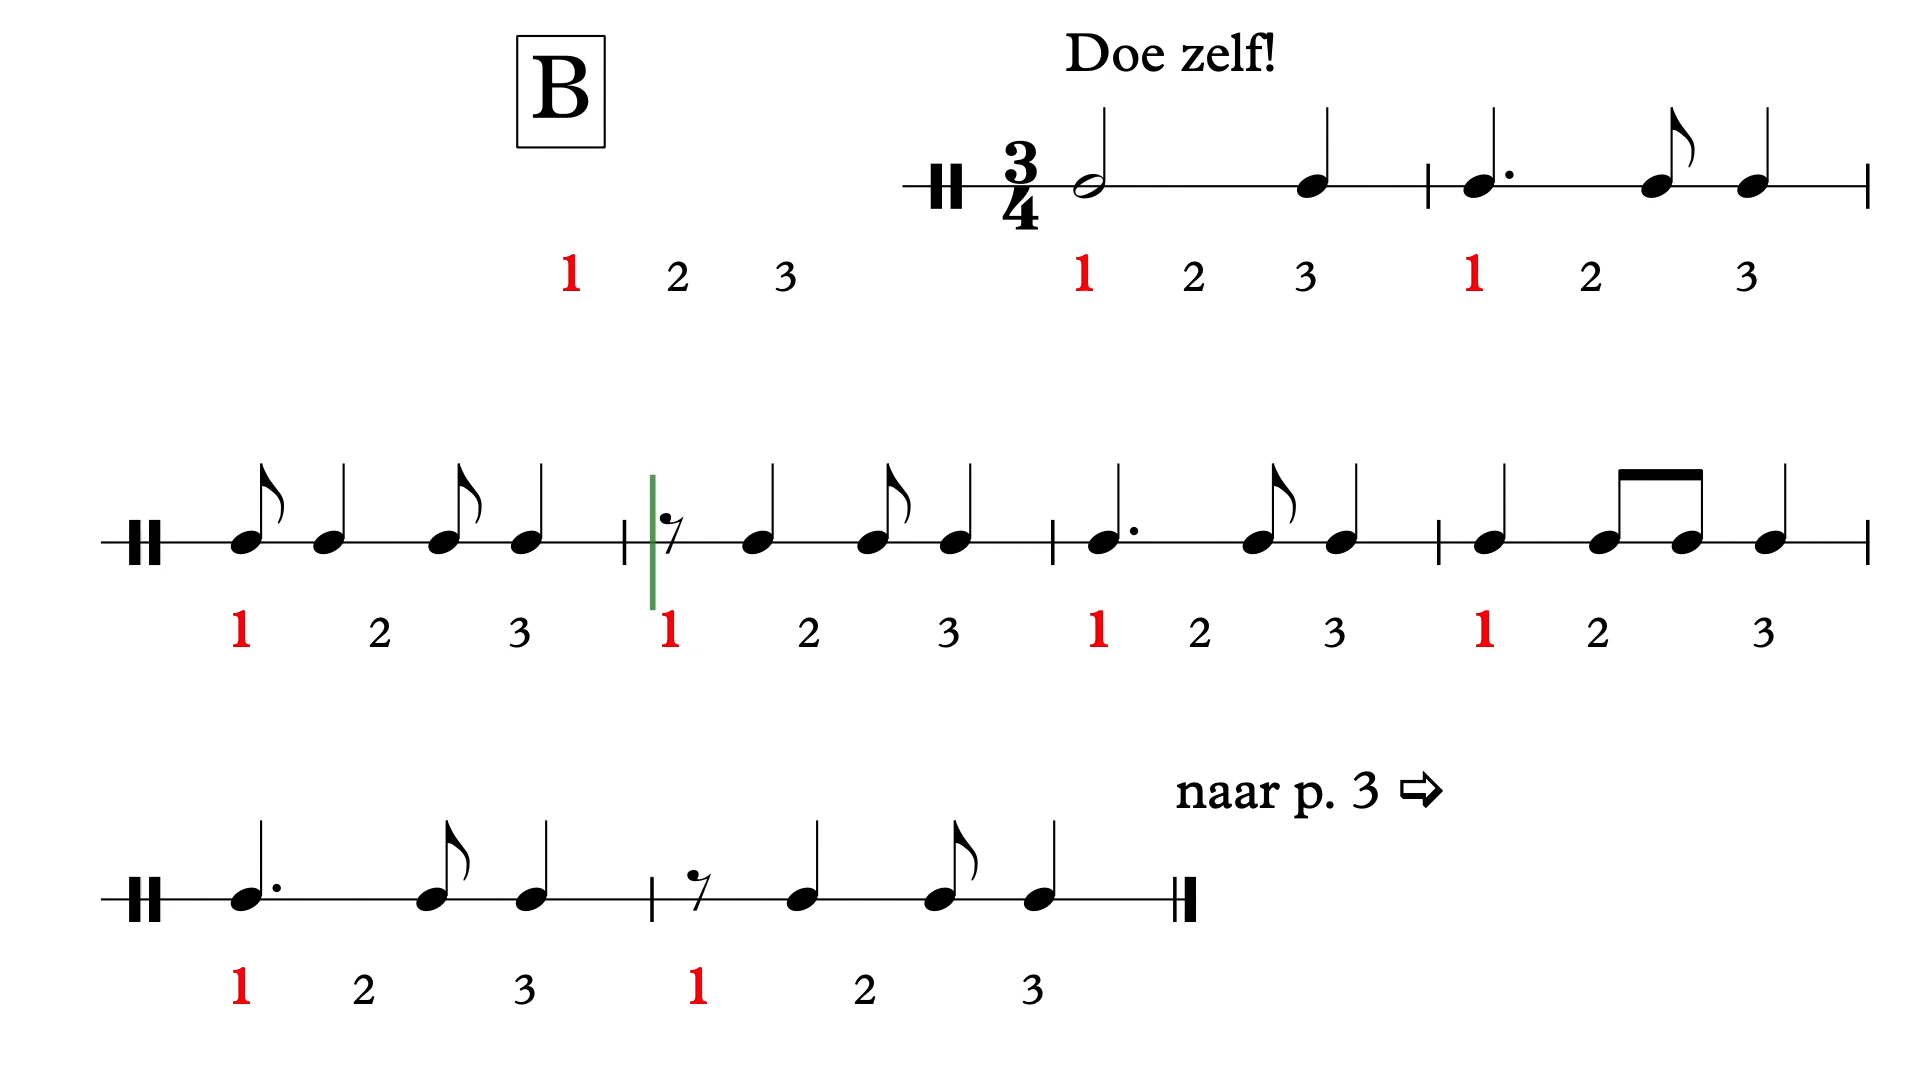 B
Doe zelf!
3
4
1 2 3 1 2 3 1 2 3
1 2 3 1 2 3 1 2 3 1 2 3
naar p. 3 ⇨
1 2 3 1 2 3